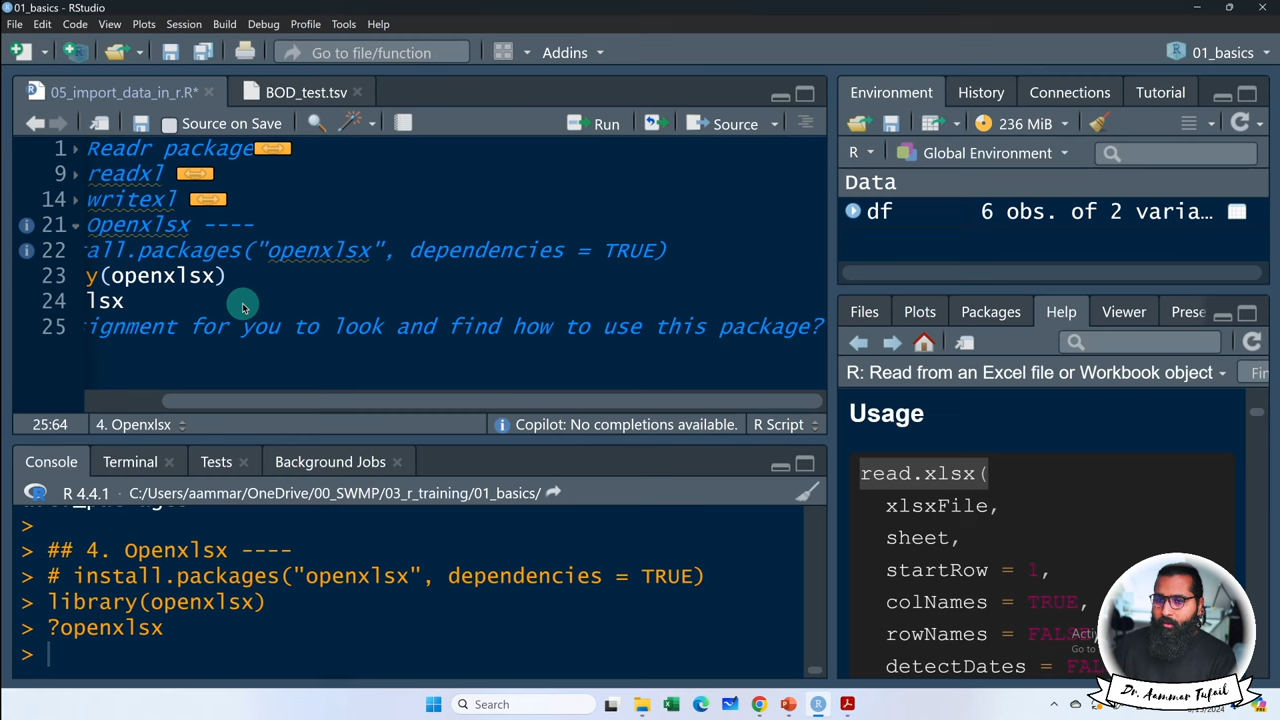 01_basics - RStudio
File Edit Code View Plots Session Build Debug Profile Tools Help
Go to file/function
Addins
01_basics
05_import_data_in_r.R*
BOD_test.tsv
Source on Save
Run
Source
1 Readr package
9 readxl
14 writexl
21 Openxlsx ----
22 all.packages("openxlsx", dependencies = TRUE)
23 y(openxlsx)
24 lsx
25 ignment for you to look and find how to use this package?
25:64
4. Openxlsx
Copilot: No completions available.
R Script
Console Terminal Tests Background Jobs
R 4.4.1 · C:/Users/aammar/OneDrive/00_SWMP/03_r_training/01_basics/
>
> ## 4. Openxlsx ----
> # install.packages("openxlsx", dependencies = TRUE)
> library(openxlsx)
> ?openxlsx
>
Environment History Connections Tutorial
236 MiB
R
Global Environment
Data
df 6 obs. of 2 varia...
Files Plots Packages Help Viewer Prese
R: Read from an Excel file or Workbook object
Fin
Usage
read.xlsx(
xlsxFile,
sheet,
startRow = 1,
colNames = TRUE,
rowNames = FALSE
detectDates = FAL
Dr. Aammar Tufail
Search